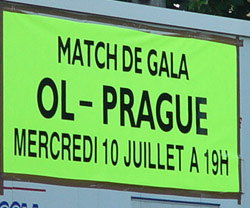 MATCH DE GALA
OL – PRAGUE
MERCREDI 10 JUILLET A 19H